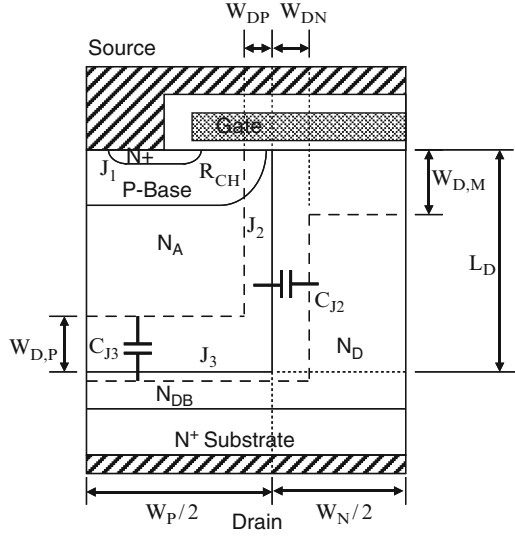 W_DP W_DN
Source
Gate
N+
J_1 R_CH
P-Base
W_D,M
J_2
N_A
L_D
C_J2
W_D,P
C_J3
J_3
N_D
N_DB
N⁺ Substrate
W_P/2 W_N/2
Drain